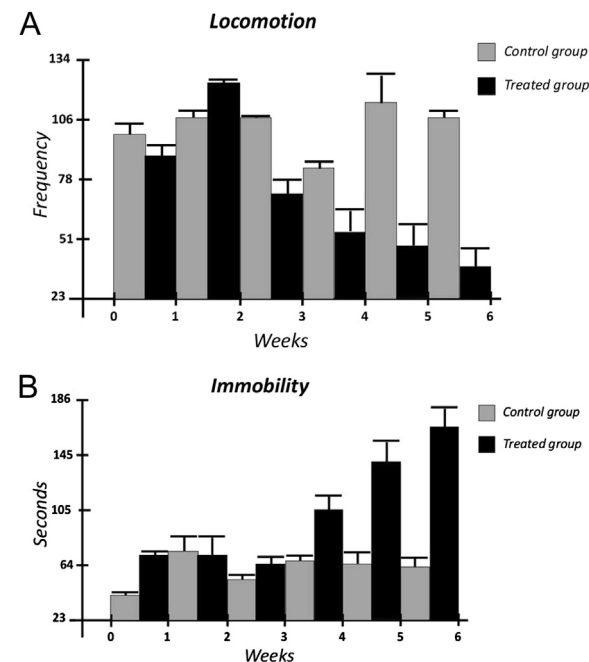 A
Locomotion
Control group
Treated group
Frequency
134
106
78
51
23
0 1 2 3 4 5 6
Weeks
B
Immobility
Control group
Treated group
Seconds
186
145
105
64
23
0 1 2 3 4 5 6
Weeks